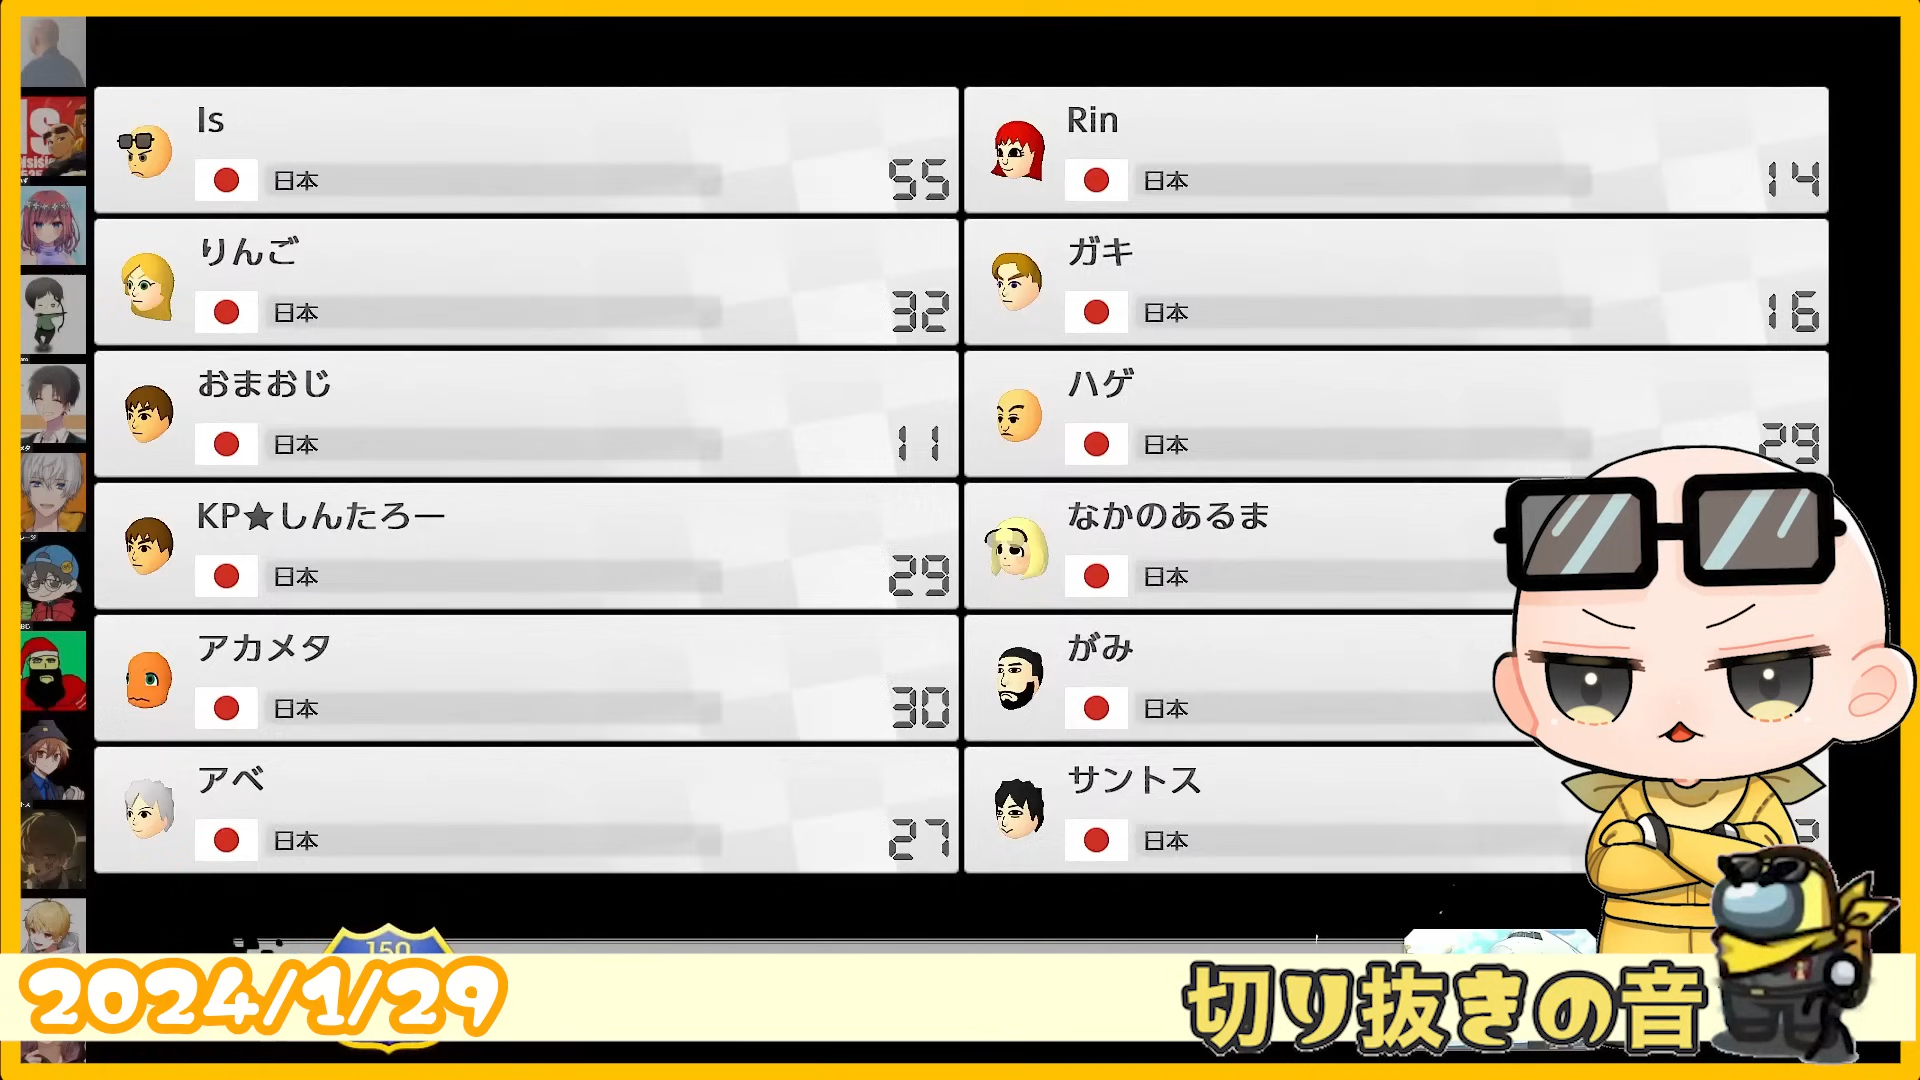 Is
日本
55
Rin
日本
14
りんご
日本
32
ガキ
日本
16
おまおじ
日本
11
ハゲ
日本
29
KP★しんたろー
日本
29
なかのあるま
日本
アカメタ
日本
30
がみ
日本
アベ
日本
27
サントス
日本
150
2024/1/29
切り抜きの音